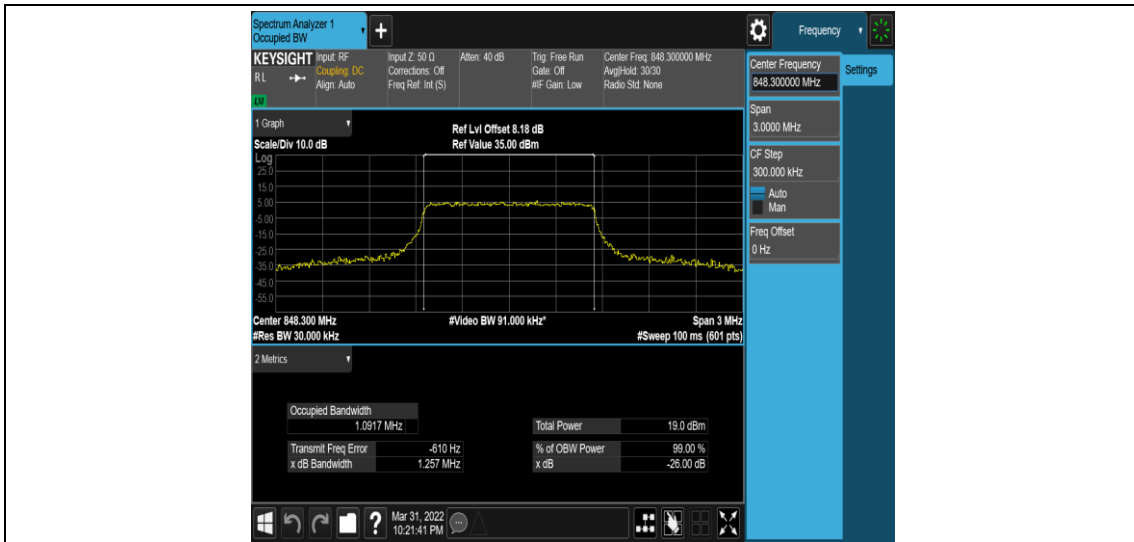 Spectrum Analyzer 1
Occupied BW
Frequency
KEYSIGHT Input: RF Input Z: 50 Ω Atten: 40 dB Trig: Free Run Center Freq: 848.300000 MHz
RL Coupling: DC Corrections: Off Gate: Off Avg|Hold: 30/30
Align: Auto Freq Ref: Int (S) #IF Gain: Low Radio Std: None
LXI
Center Frequency
848.300000 MHz
Settings
Span
3.0000 MHz
CF Step
300.000 kHz
Auto
Man
Freq Offset
0 Hz
1 Graph
Ref Lvl Offset 8.18 dB
Scale/Div 10.0 dB Ref Value 35.00 dBm
Log
25.0
15.0
5.00
-5.00
-15.0
-25.0
-35.0
-45.0
-55.0
Center 848.300 MHz #Video BW 91.000 kHz* Span 3 MHz
#Res BW 30.000 kHz #Sweep 100 ms (601 pts)
2 Metrics
Occupied Bandwidth
1.0917 MHz
Total Power 19.0 dBm
Transmit Freq Error -610 Hz % of OBW Power 99.00 %
x dB Bandwidth 1.257 MHz x dB -26.00 dB
Mar 31, 2022
10:21:41 PM